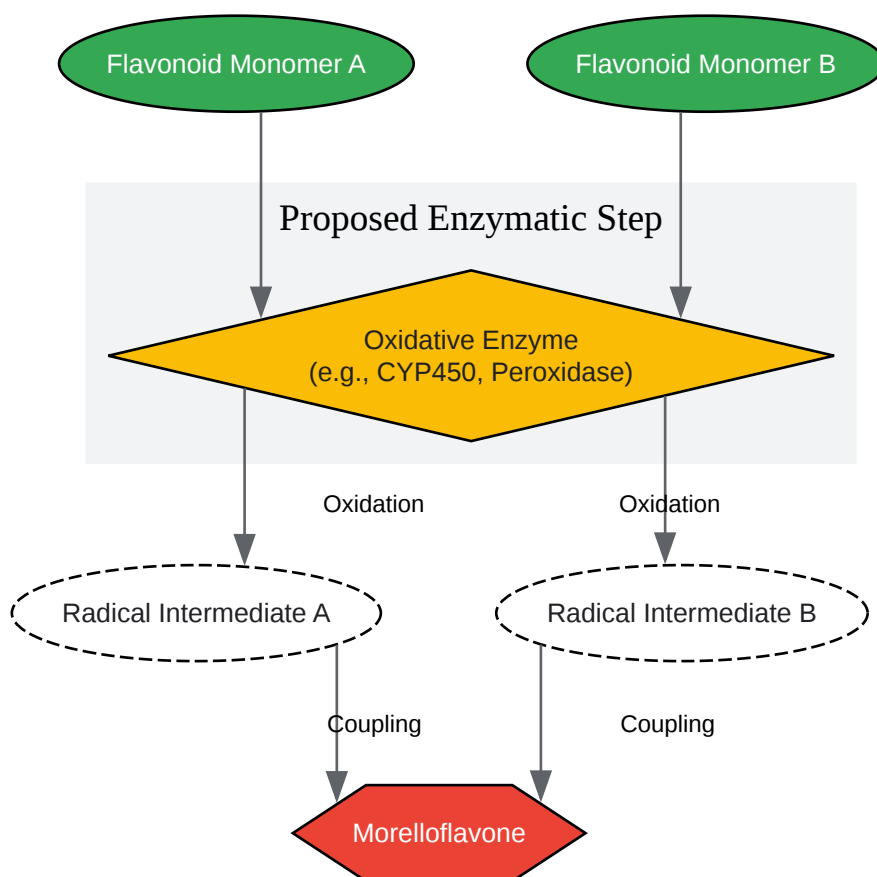 Flavonoid Monomer A
Flavonoid Monomer B
Proposed Enzymatic Step
Oxidative Enzyme
(e.g., CYP450, Peroxidase)
Oxidation
Oxidation
Radical Intermediate A
Radical Intermediate B
Coupling
Coupling
Morelloflavone